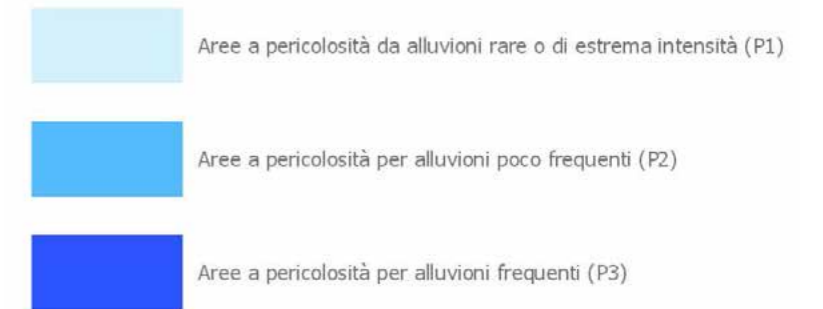 Aree a pericolosità da alluvioni rare o di estrema intensità (P1)
Aree a pericolosità per alluvioni poco frequenti (P2)
Aree a pericolosità per alluvioni frequenti (P3)